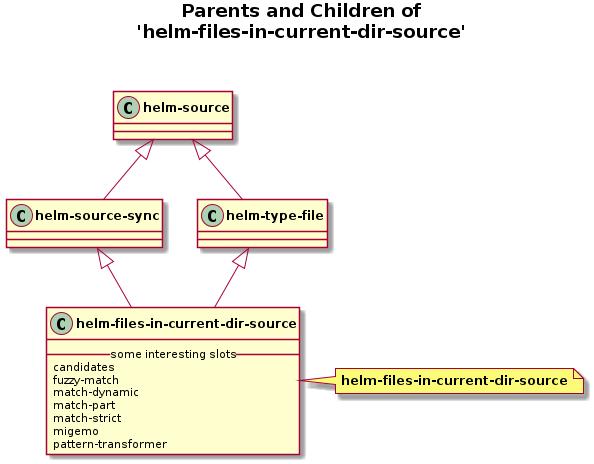 Parents and Children of
'helm-files-in-current-dir-source'
C helm-source
C helm-source-sync
C helm-type-file
C helm-files-in-current-dir-source
some interesting slots
candidates
fuzzy-match
match-dynamic
match-part
match-strict
migemo
pattern-transformer
helm-files-in-current-dir-source